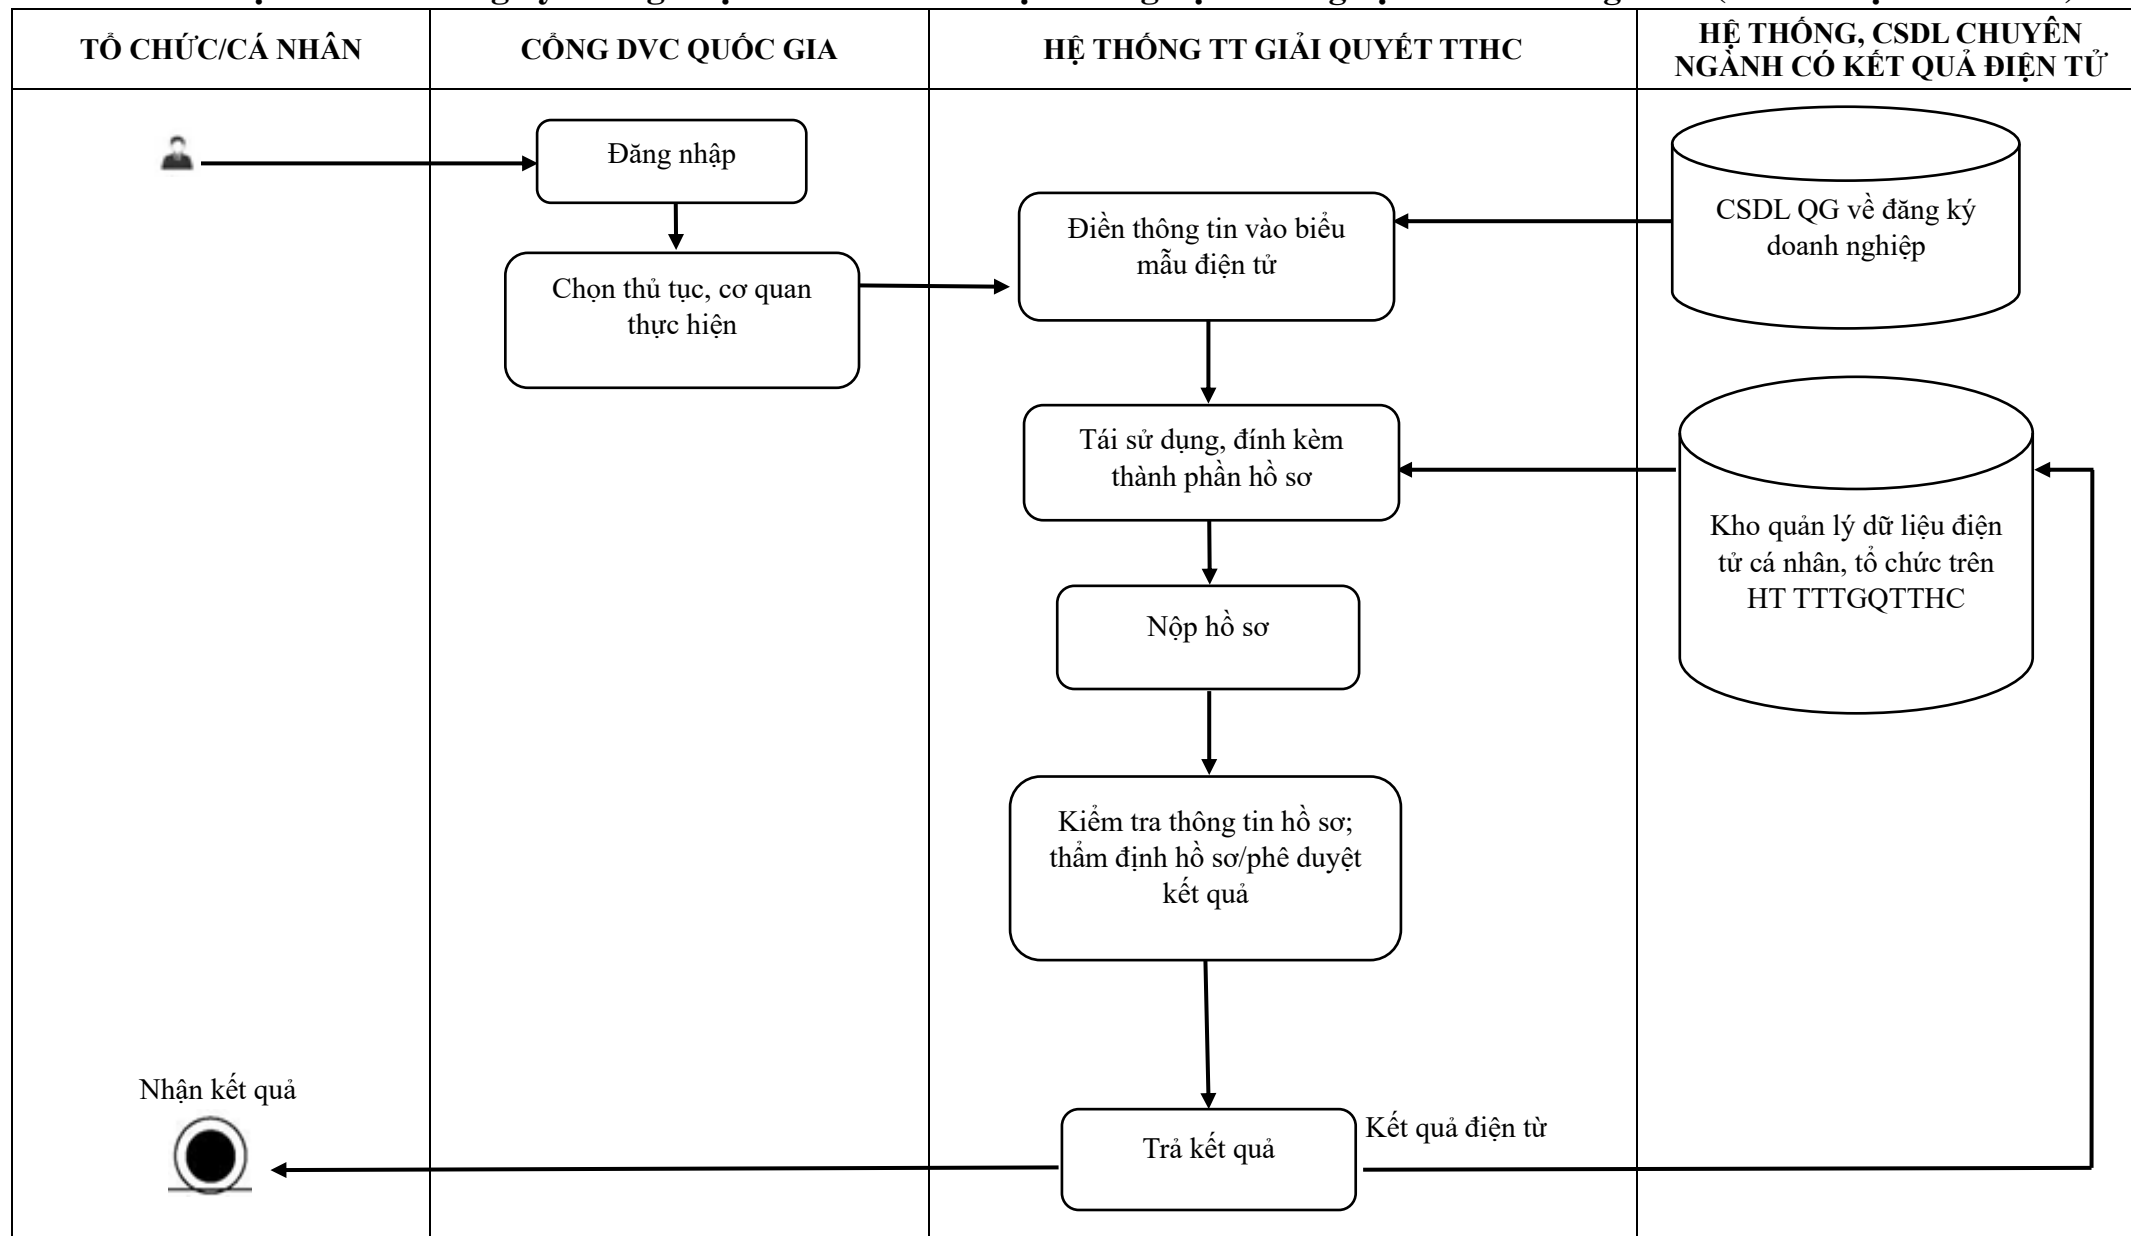 TỔ CHỨC/CÁ NHÂN
CỔNG DVC QUỐC GIA
HỆ THỐNG TT GIẢI QUYẾT TTHC
HỆ THỐNG, CSDL CHUYÊN
NGÀNH CÓ KẾT QUẢ ĐIỆN TỬ
Đăng nhập
Chọn thủ tục, cơ quan
thực hiện
Điền thông tin vào biểu
mẫu điện tử
CSDL QG về đăng ký
doanh nghiệp
Tái sử dụng, đính kèm
thành phần hồ sơ
Kho quản lý dữ liệu điện
tử cá nhân, tổ chức trên
HT TTTGQTTHC
Nộp hồ sơ
Kiểm tra thông tin hồ sơ;
thẩm định hồ sơ/phê duyệt
kết quả
Nhận kết quả
Trả kết quả
Kết quả điện từ